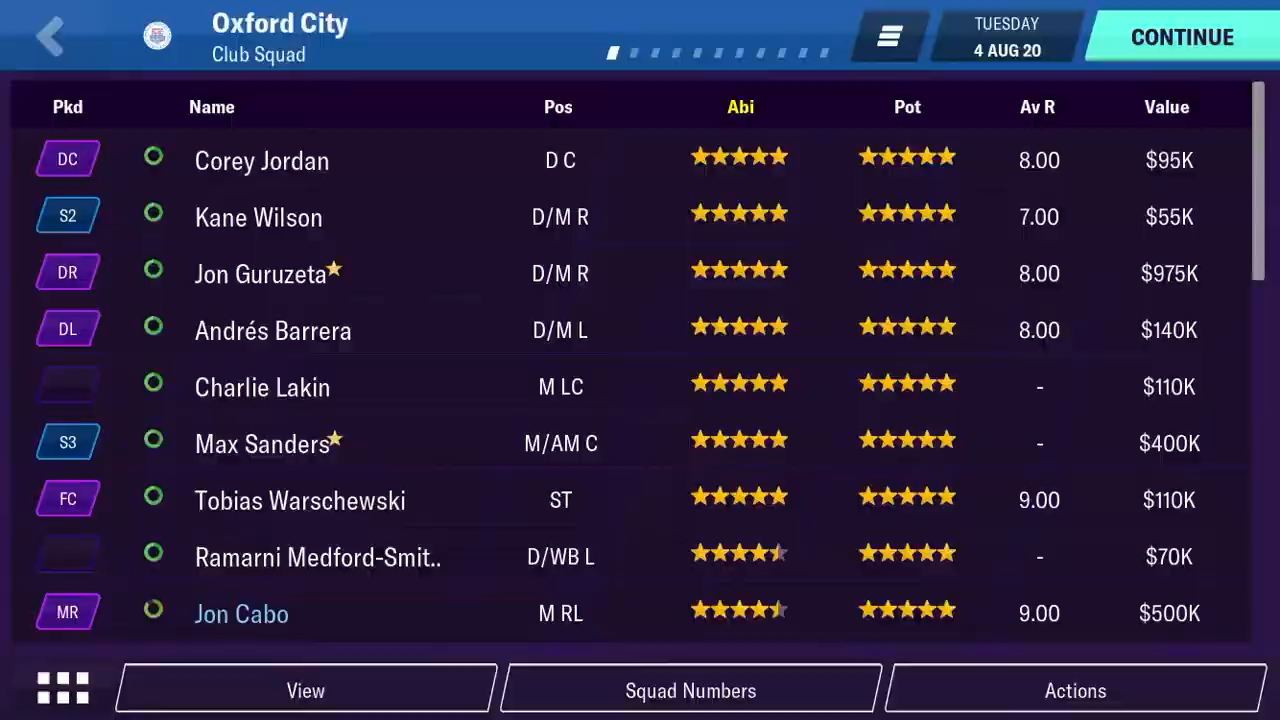 Oxford City
Club Squad
TUESDAY
4 AUG 20
CONTINUE
Pkd Name Pos Abi Pot Av R Value
DC Corey Jordan D C 8.00 $95K
S2 Kane Wilson D/M R 7.00 $55K
DR Jon Guruzeta D/M R 8.00 $975K
DL Andrés Barrera D/M L 8.00 $140K
Charlie Lakin M LC - $110K
S3 Max Sanders M/AM C - $400K
FC Tobias Warschewski ST 9.00 $110K
Ramarni Medford-Smit.. D/WB L - $70K
MR Jon Cabo M RL 9.00 $500K
View Squad Numbers Actions